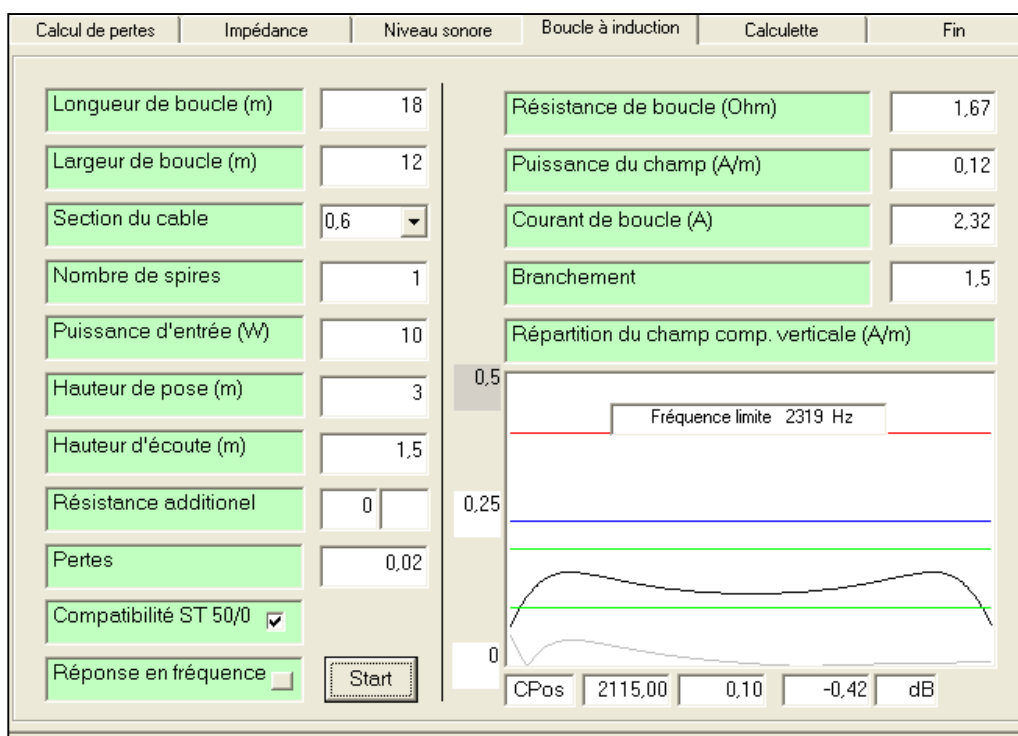 Calcul de pertes
Impédance
Niveau sonore
Boucle à induction
Calculette
Fin
Longueur de boucle (m)
18
Largeur de boucle (m)
12
Section du cable
0,6
Nombre de spires
1
Puissance d'entrée (W)
10
Hauteur de pose (m)
3
Hauteur d'écoute (m)
1,5
Résistance additionel
0
Pertes
0,02
Compatibilité ST 50/0
Réponse en fréquence
Start
Résistance de boucle (Ohm)
1,67
Puissance du champ (A/m)
0,12
Courant de boucle (A)
2,32
Branchement
1,5
Répartition du champ comp. verticale (A/m)
0,5
Fréquence limite 2319 Hz
0,25
0
CPos 2115,00 0,10 -0,42 dB